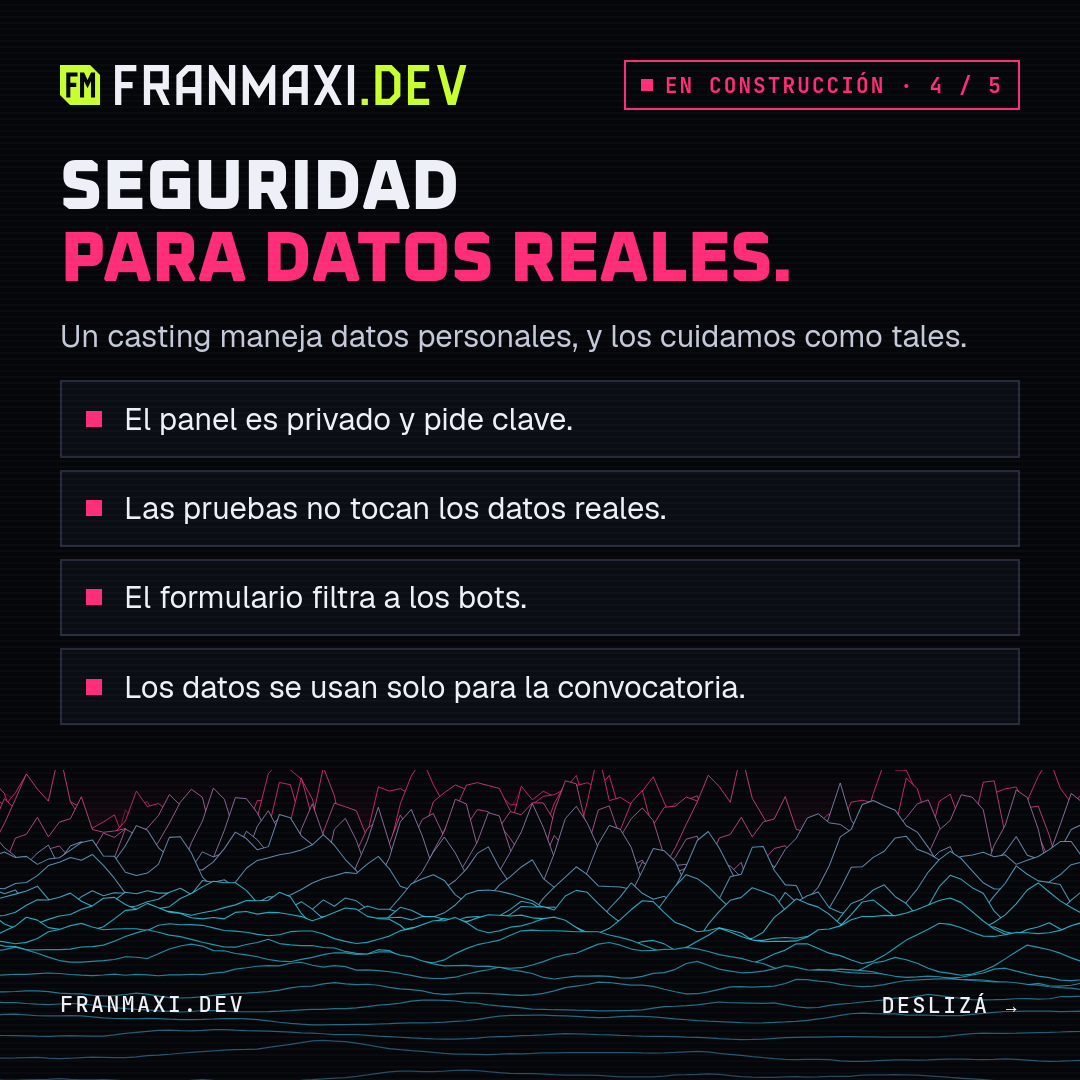 FM FRANMAXI.DEV
EN CONSTRUCCIÓN · 4 / 5
SEGURIDAD
PARA DATOS REALES.
Un casting maneja datos personales, y los cuidamos como tales.
El panel es privado y pide clave.
Las pruebas no tocan los datos reales.
El formulario filtra a los bots.
Los datos se usan solo para la convocatoria.
FRANMAXI.DEV
DESLIZÁ →